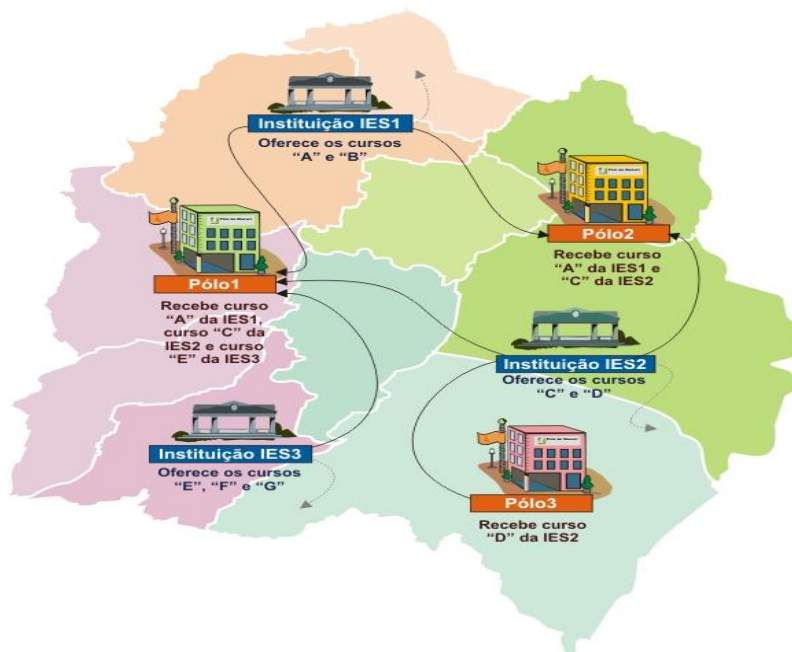 Instituição IES1
Oferece os cursos
“A” e “B”
Pólo2
Recebe curso
“A” da IES1 e
“C” da IES2
Pólo1
Recebe curso
“A” da IES1,
curso “C” da
IES2 e curso
“E” da IES3
Instituição IES2
Oferece os cursos
“C” e “D”
Instituição IES3
Oferece os cursos
“E”, “F” e “G”
Pólo3
Recebe curso
“D” da IES2